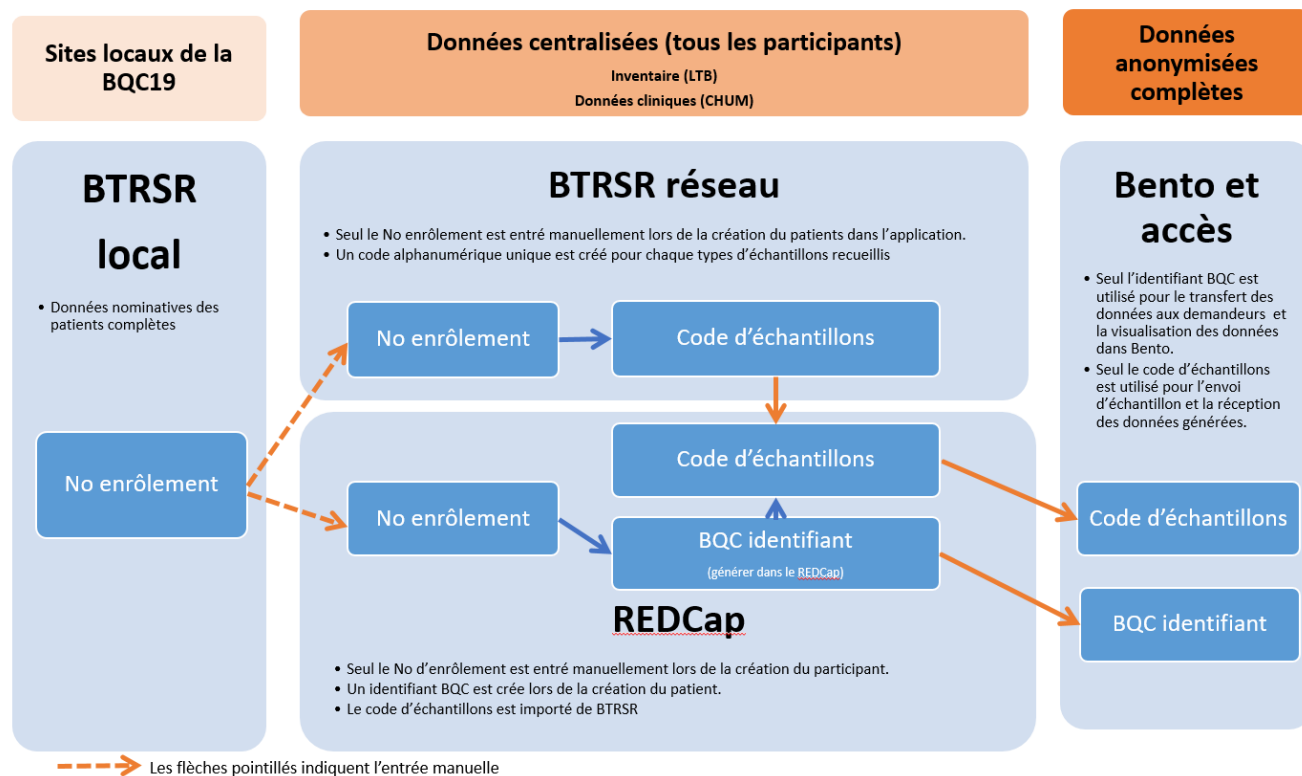 Sites locaux de la
BQC19
Données centralisées (tous les participants)
Inventaire (LTB)
Données cliniques (CHUM)
Données
anonymisées
complètes
BTRSR
local
• Données nominatives des
patients complètes
No enrôlement
BTRSR réseau
• Seul le No enrôlement est entré manuellement lors de la création du patients dans l'application.
• Un code alphanumérique unique est créé pour chaque types d'échantillons recueillis
No enrôlement
Code d'échantillons
Code d'échantillons
No enrôlement
BQC identifiant
(générer dans le REDCap)
REDCap
• Seul le No d'enrôlement est entré manuellement lors de la création du participant.
• Un identifiant BQC est crée lors de la création du patient.
• Le code d'échantillons est importé de BTRSR
Bento et
accès
• Seul l'identifiant BQC est
utilisé pour le transfert des
données aux demandeurs et
la visualisation des données
dans Bento.
• Seul le code d'échantillons
est utilisé pour l'envoi
d'échantillon et la réception
des données générées.
Code d'échantillons
BQC identifiant
Les flèches pointillés indiquent l'entrée manuelle